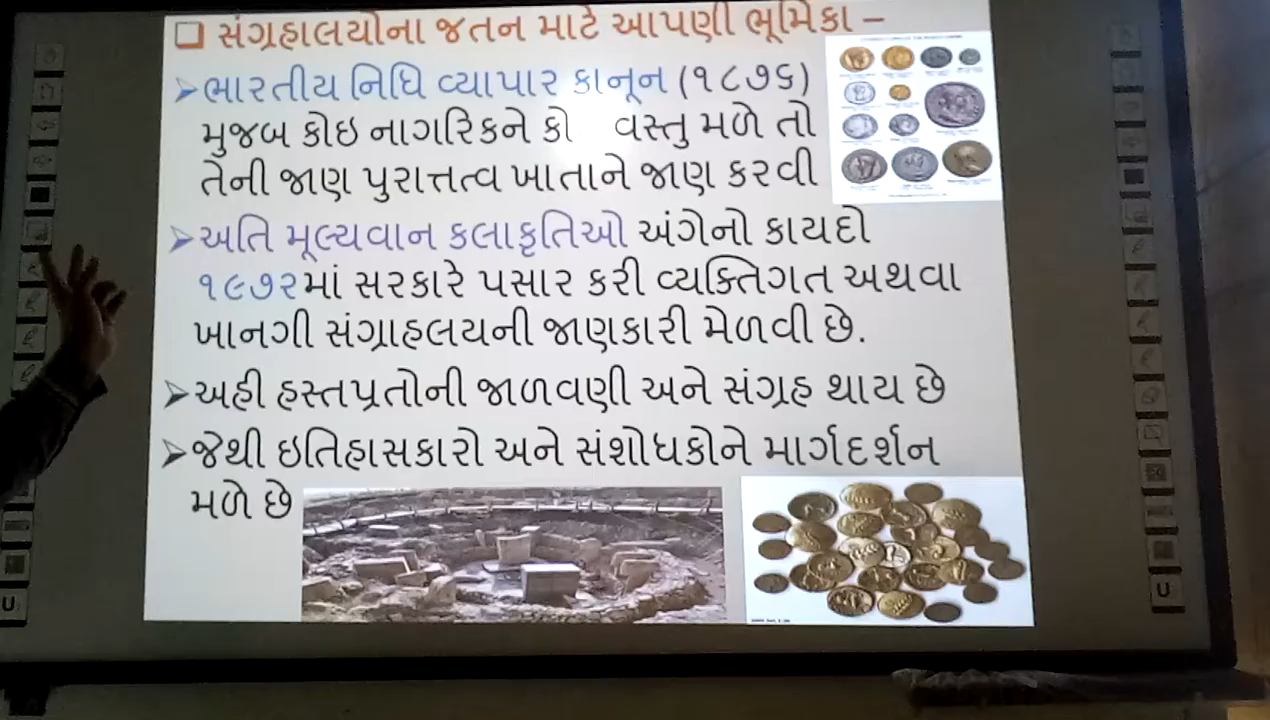 ❑ સંગ્રહાલયોના જતન માટે આપણી ભૂમિકા –
➢ભારતીય નિધિ વ્યાપાર કાનૂન (૧૮૭૬)
મુજબ કોઇ નાગરિકને કો વસ્તુ મળે તો
તેની જાણ પુરાત્તત્વ ખાતાને જાણ કરવી
➢અતિ મૂલ્યવાન કલાકૃતિઓ અંગેનો કાયદો
૧૯૭૨માં સરકારે પસાર કરી વ્યક્તિગત અથવા
ખાનગી સંગ્રાહલયની જાણકારી મેળવી છે.
➢અહી હસ્તપ્રતોની જાળવણી અને સંગ્રહ થાય છે
➢જેથી ઇતિહાસકારો અને સંશોધકોને માર્ગદર્શન
મળે છે